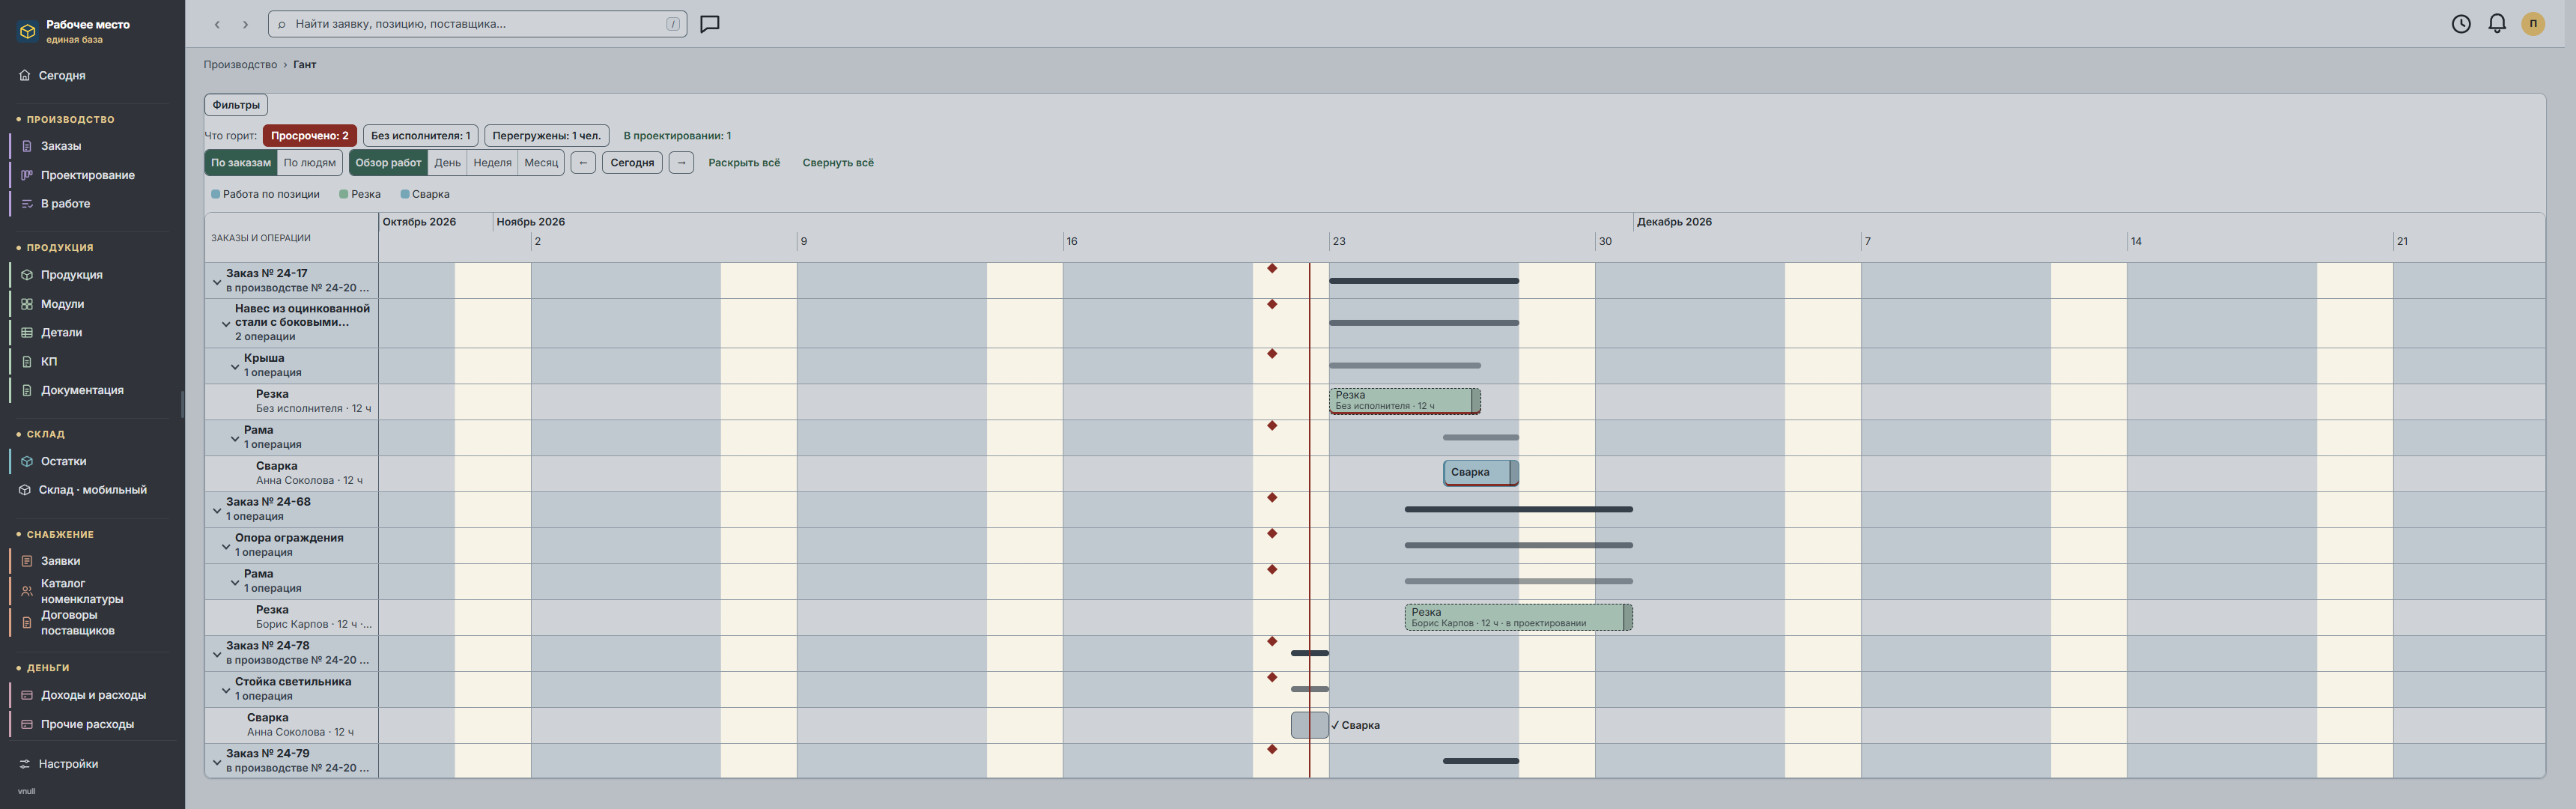 Рабочее место
единая база
Сегодня
ПРОИЗВОДСТВО
Заказы
Проектирование
В работе
ПРОДУКЦИЯ
Продукция
Модули
Детали
КП
Документация
СКЛАД
Остатки
Склад · мобильный
СНАБЖЕНИЕ
Заявки
Каталог
номенклатуры
Договоры
поставщиков
ДЕНЬГИ
Доходы и расходы
Прочие расходы
Настройки
vnull
Найти заявку, позицию, поставщика... /
П
Производство › Гант
Фильтры
Что горит: Просрочено: 2 Без исполнителя: 1 Перегружены: 1 чел. В проектировании: 1
По заказам По людям Обзор работ День Неделя Месяц ← Сегодня → Раскрыть всё Свернуть всё
Работа по позиции Резка Сварка
ЗАКАЗЫ И ОПЕРАЦИИ
Октябрь 2026 Ноябрь 2026 Декабрь 2026
2 9 16 23 30 7 14 21
Заказ № 24-17
в производстве № 24-20 ...
Навес из оцинкованной
стали с боковыми...
2 операции
Крыша
1 операция
Резка
Без исполнителя · 12 ч
Резка
Без исполнителя · 12 ч
Рама
1 операция
Сварка
Анна Соколова · 12 ч
Сварка
Заказ № 24-68
1 операция
Опора ограждения
1 операция
Рама
1 операция
Резка
Борис Карпов · 12 ч ·...
Резка
Борис Карпов · 12 ч · в проектировании
Заказ № 24-78
в производстве № 24-20 ...
Стойка светильника
1 операция
Сварка
Анна Соколова · 12 ч
✓ Сварка
Заказ № 24-79
в производстве № 24-20 ...